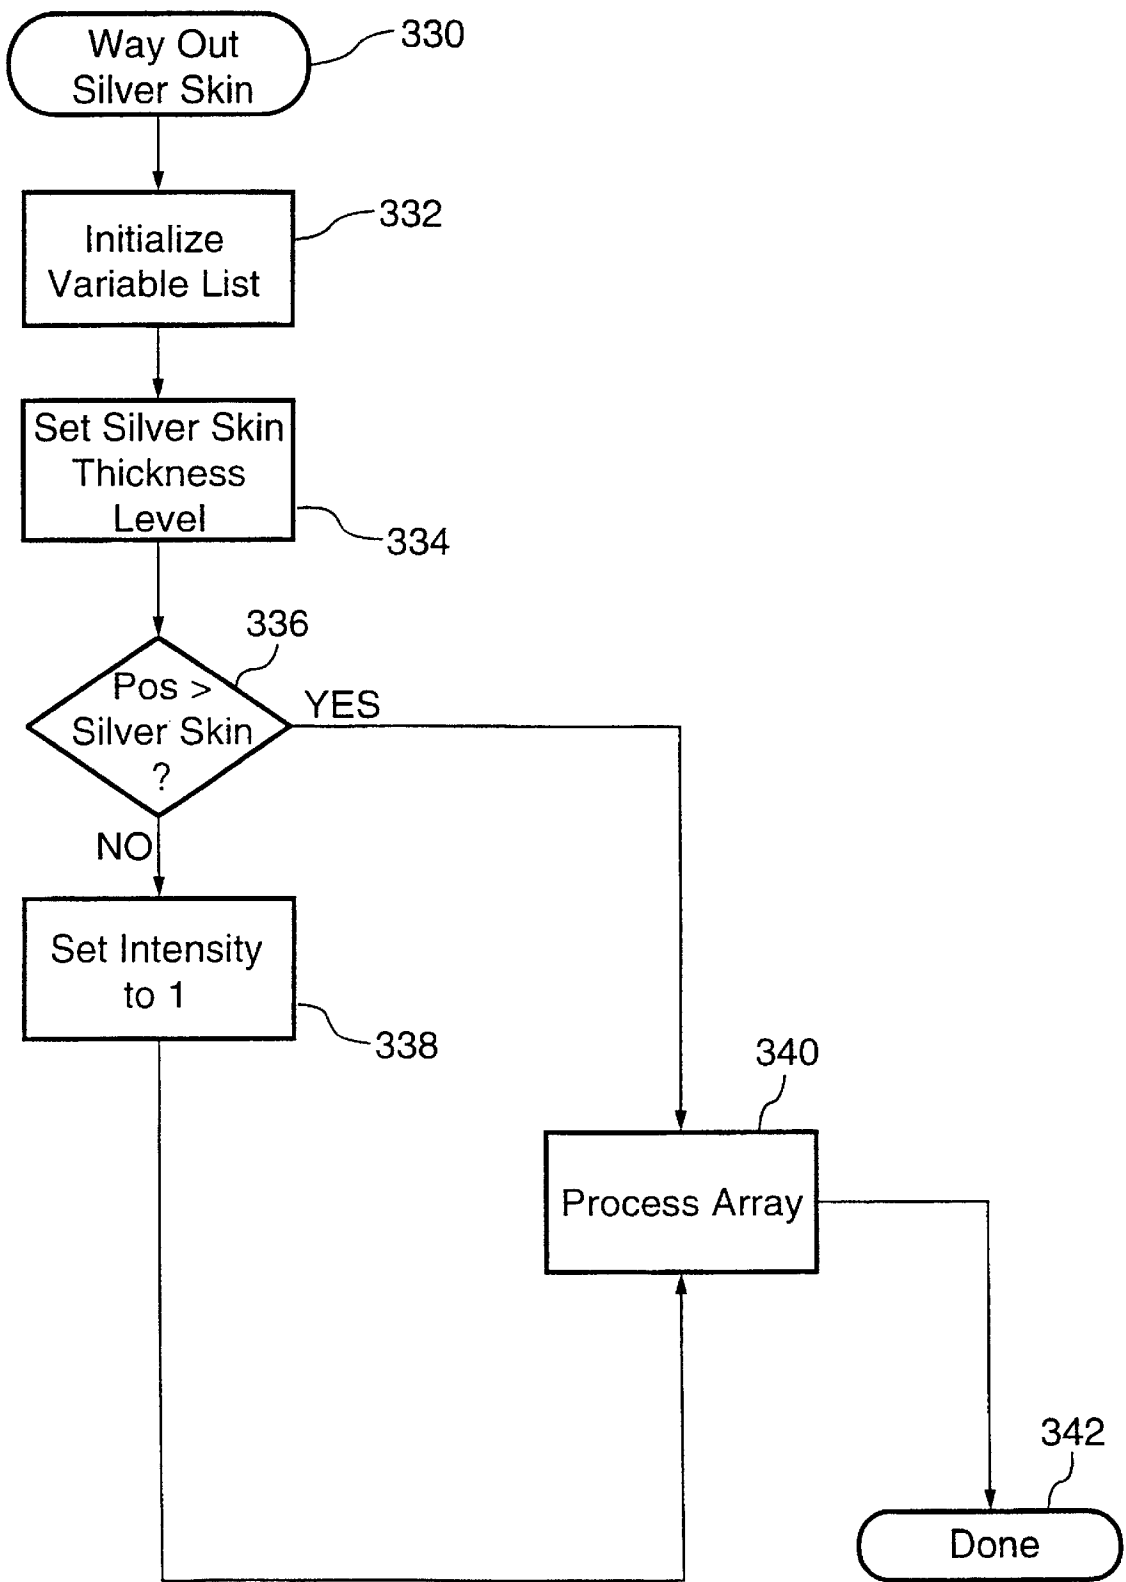 Way Out
Silver Skin
330
Initialize
Variable List
332
Set Silver Skin
Thickness
Level
334
336
Pos >
Silver Skin
?
YES
NO
Set Intensity
to 1
338
340
Process Array
342
Done